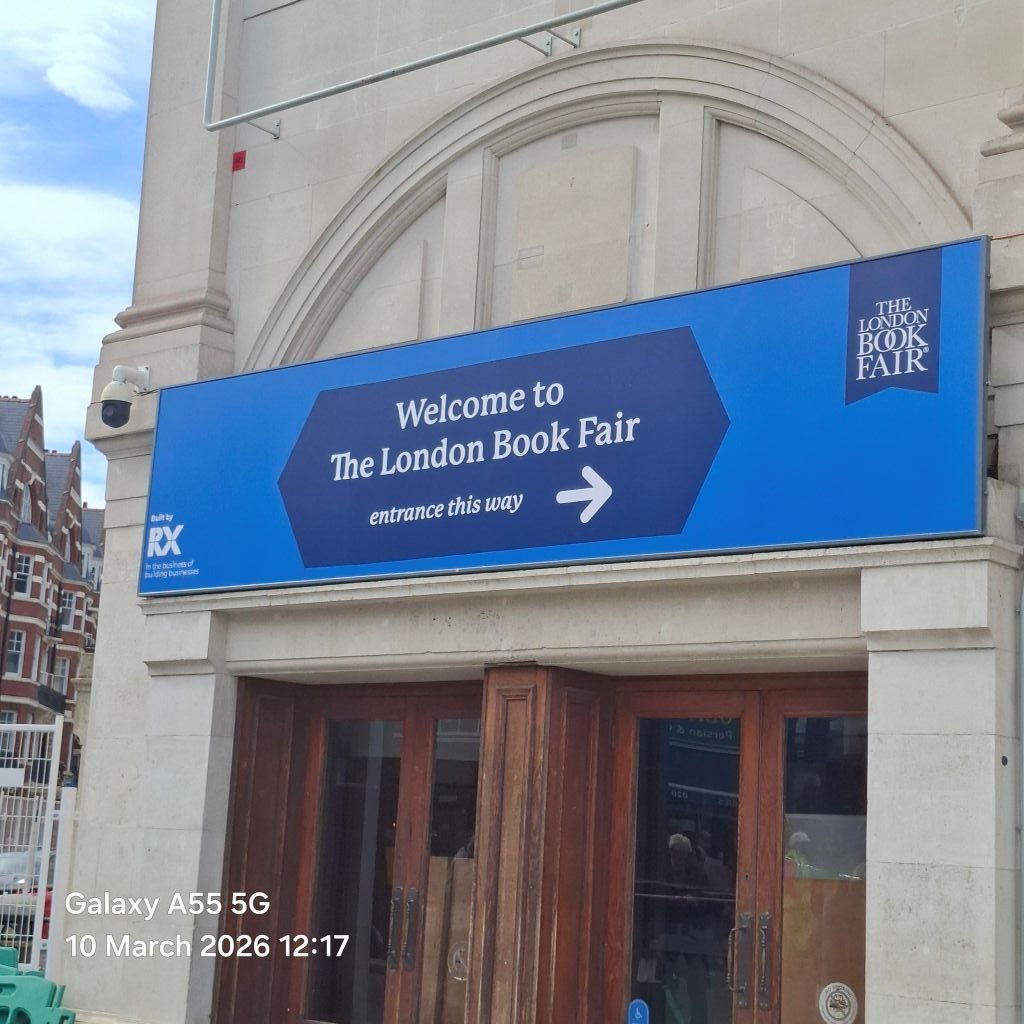 THE
LONDON
BOOK
FAIR®
Welcome to
The London Book Fair
entrance this way
Built by
RX
In the business of
building businesses
Galaxy A55 5G
10 March 2026 12:17